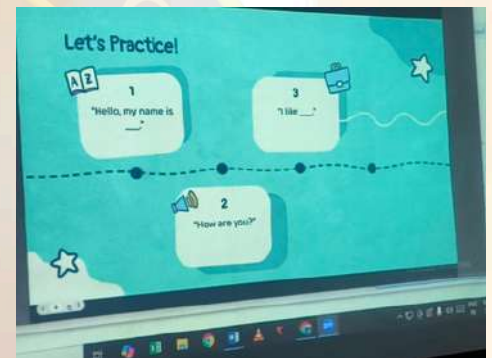 Let's Practice!
A Z
1
"Hello, my name is
___."
3
"I like ___."
2
"How are you?"